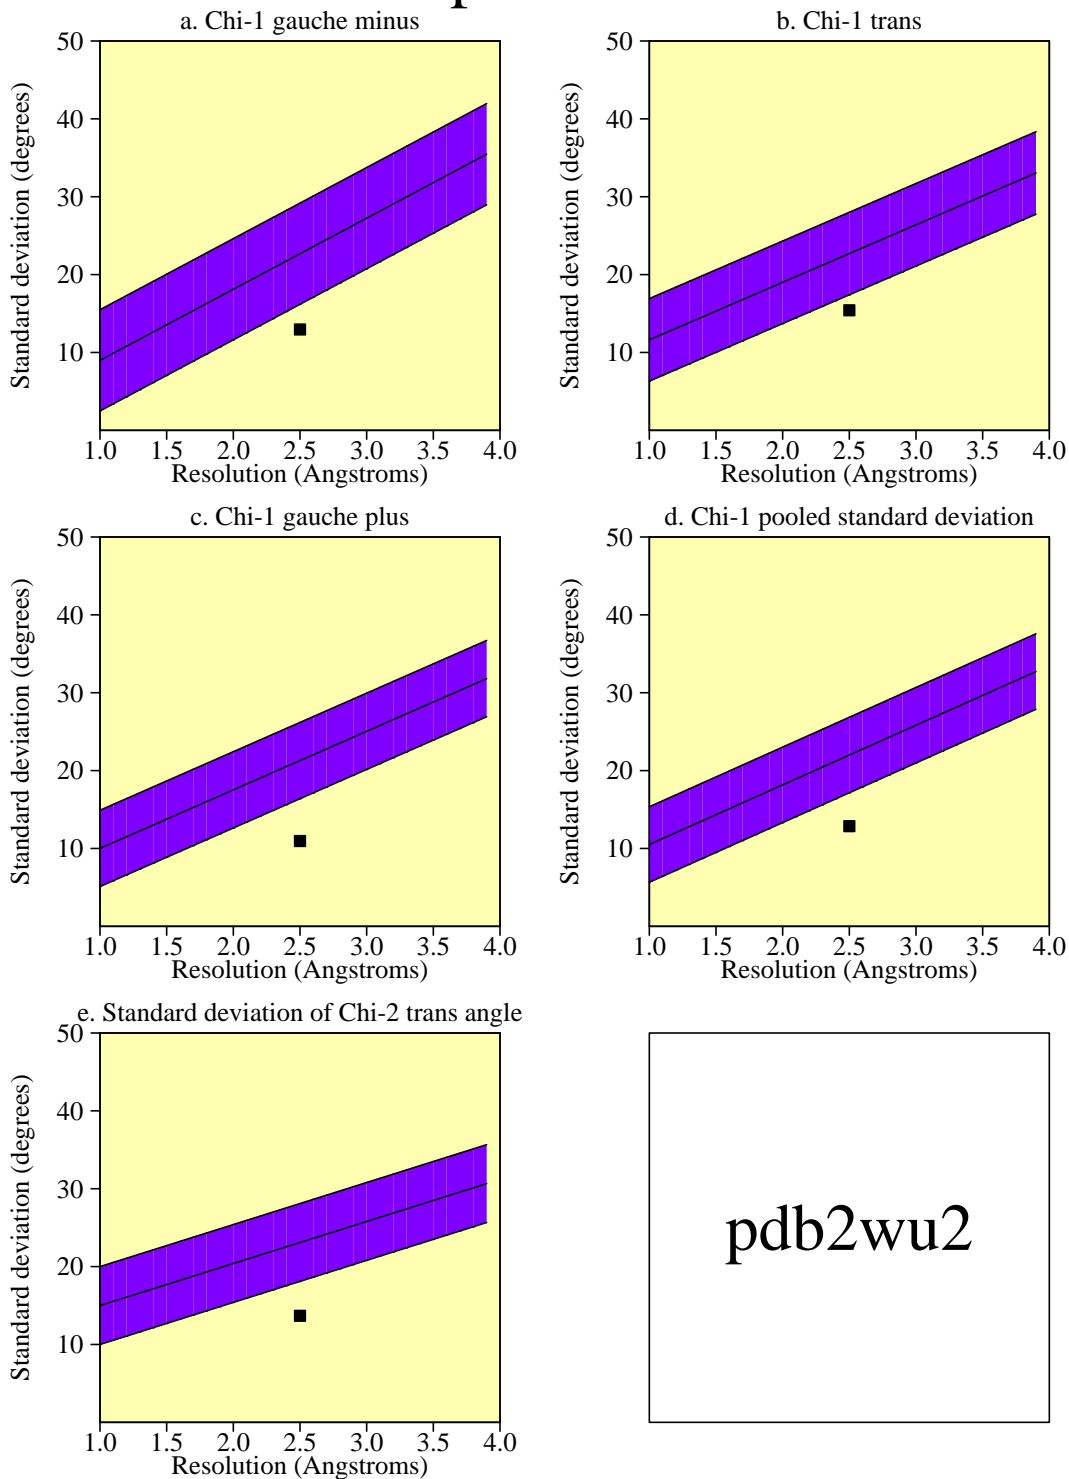 a. Chi-1 gauche minus
50
40
30
20
10
Standard deviation (degrees)
1.0 1.5 2.0 2.5 3.0 3.5 4.0
Resolution (Angstroms)
b. Chi-1 trans
50
40
30
20
10
Standard deviation (degrees)
1.0 1.5 2.0 2.5 3.0 3.5 4.0
Resolution (Angstroms)
c. Chi-1 gauche plus
50
40
30
20
10
Standard deviation (degrees)
1.0 1.5 2.0 2.5 3.0 3.5 4.0
Resolution (Angstroms)
d. Chi-1 pooled standard deviation
50
40
30
20
10
Standard deviation (degrees)
1.0 1.5 2.0 2.5 3.0 3.5 4.0
Resolution (Angstroms)
e. Standard deviation of Chi-2 trans angle
50
40
30
20
10
Standard deviation (degrees)
1.0 1.5 2.0 2.5 3.0 3.5 4.0
Resolution (Angstroms)
pdb2wu2